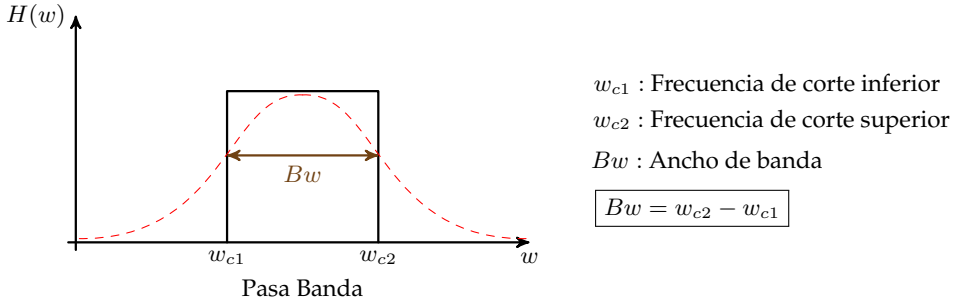 H(w)
w_{c1} : Frecuencia de corte inferior
w_{c2} : Frecuencia de corte superior
Bw : Ancho de banda
Bw
Bw = w_{c2} − w_{c1}
w_{c1} w_{c2} w
Pasa Banda